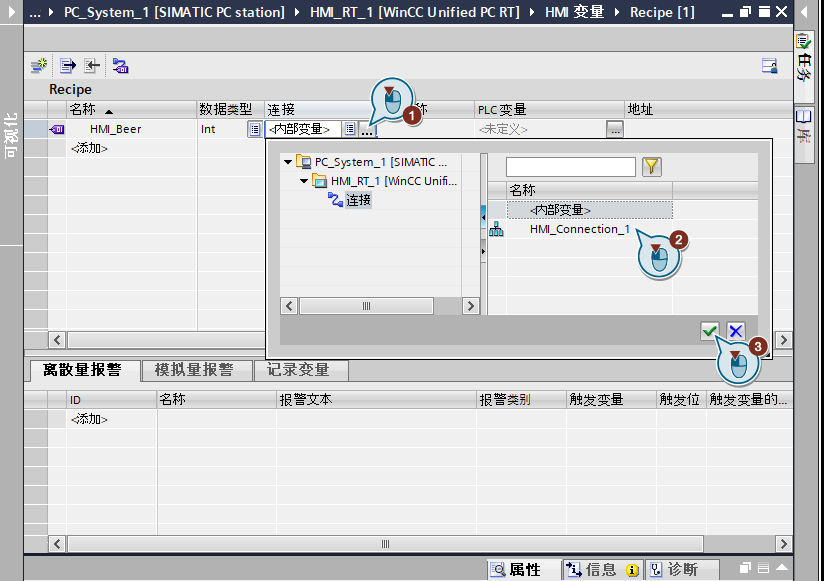 ... ▸ PC_System_1 [SIMATIC PC station] ▸ HMI_RT_1 [WinCC Unified PC RT] ▸ HMI 变量 ▸ Recipe [1]
任务
库
可视化
Recipe
名称 数据类型 连接 称 PLC 变量 地址
1
HMI_Beer Int <内部变量> ... <未定义> ...
<添加>
PC_System_1 [SIMATIC ...
HMI_RT_1 [WinCC Unifi...
连接
名称
<内部变量>
HMI_Connection_1
2
3
离散量报警 模拟量报警 记录变量
ID 名称 报警文本 报警类别 触发变量 触发位 触发变量的...
<添加>
属性 信息 诊断